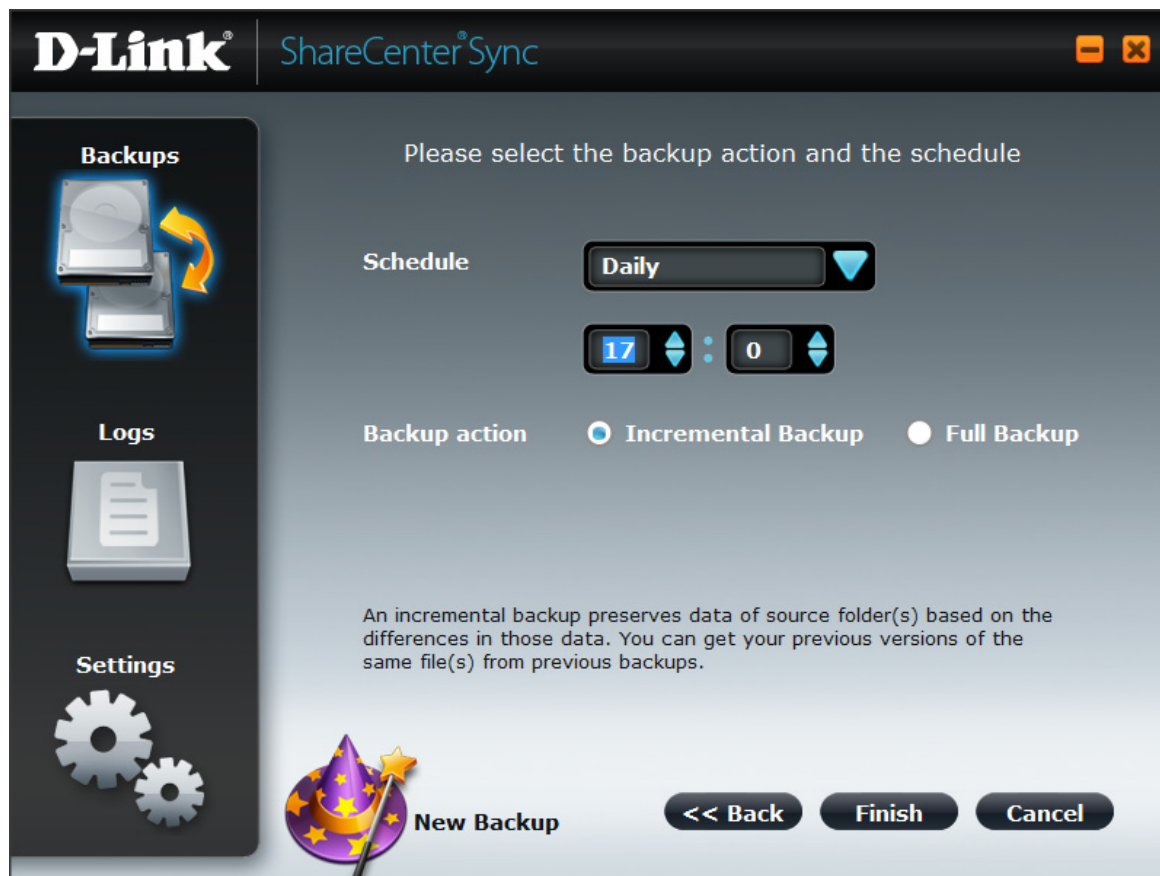 D-Link®
ShareCenter® Sync
Backups
Logs
Settings
Please select the backup action and the schedule
Schedule
Daily
17 : 0
Backup action
Incremental Backup
Full Backup
An incremental backup preserves data of source folder(s) based on the
differences in those data. You can get your previous versions of the
same file(s) from previous backups.
New Backup
<< Back
Finish
Cancel